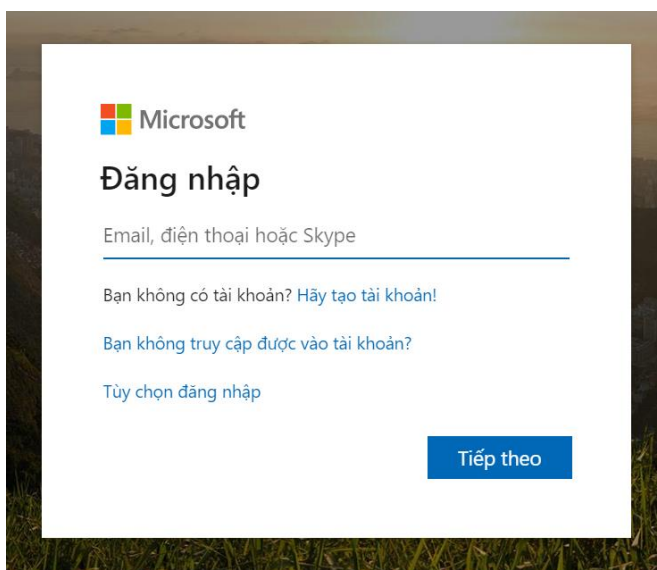 Microsoft
Đăng nhập
Email, điện thoại hoặc Skype
Bạn không có tài khoản? Hãy tạo tài khoản!
Bạn không truy cập được vào tài khoản?
Tùy chọn đăng nhập
Tiếp theo